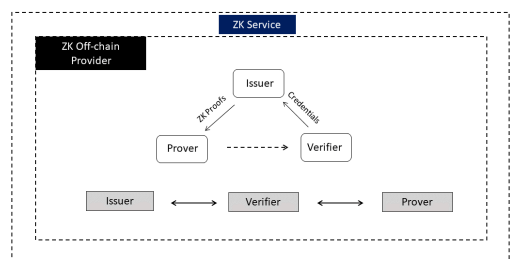 ZK Service
ZK Off-chain
Provider
Issuer
ZK Proofs
Credentials
Prover
Verifier
Issuer
Verifier
Prover